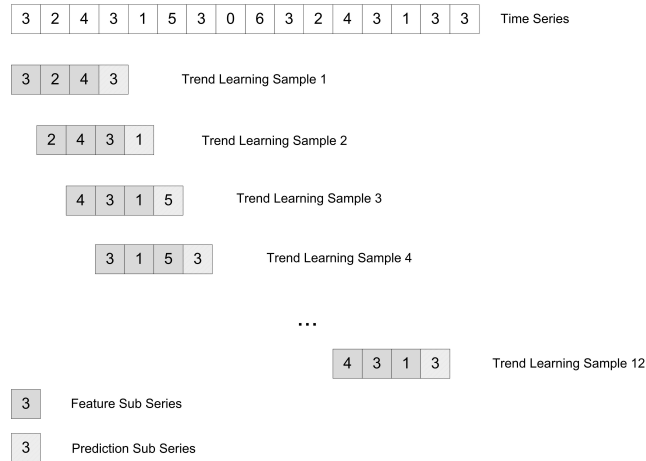 3 2 4 3 1 5 3 0 6 3 2 4 3 1 3 3 Time Series
3 2 4 3 Trend Learning Sample 1
2 4 3 1 Trend Learning Sample 2
4 3 1 5 Trend Learning Sample 3
3 1 5 3 Trend Learning Sample 4
...
4 3 1 3 Trend Learning Sample 12
3 Feature Sub Series
3 Prediction Sub Series